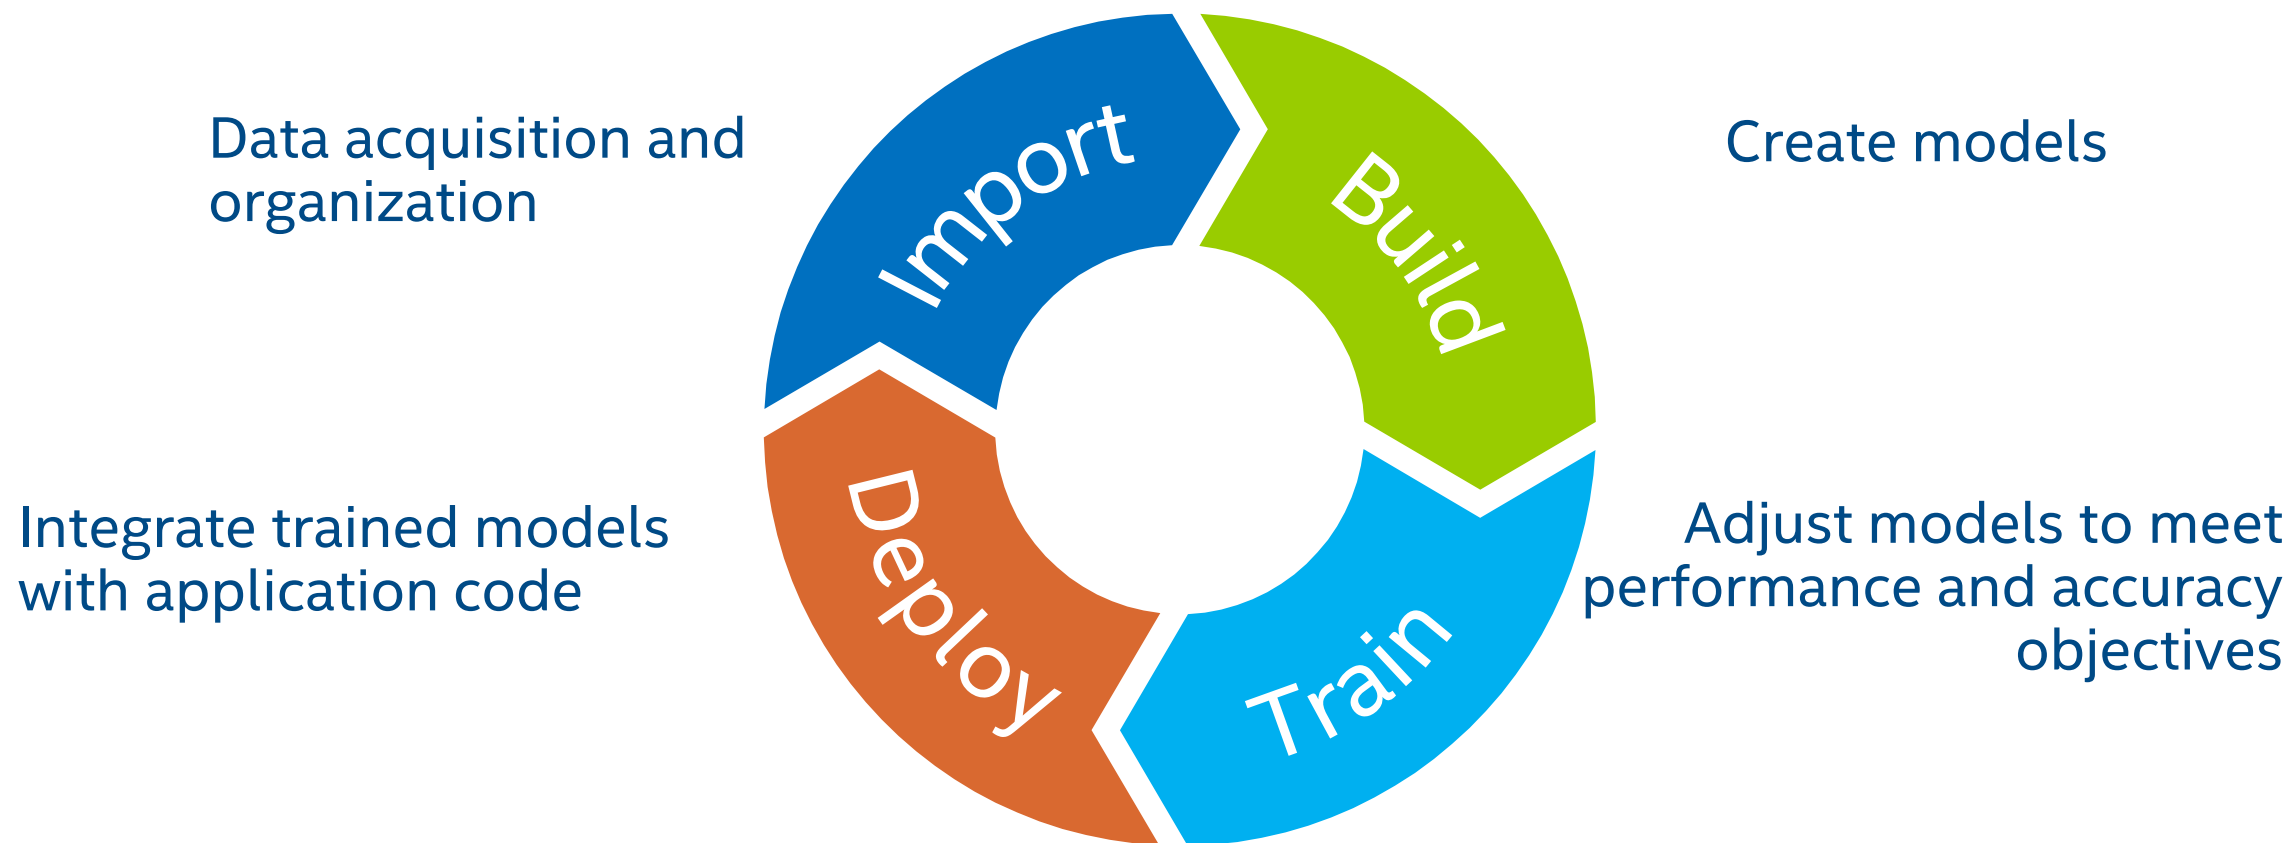 Data acquisition and
organization
Import
Build
Create models
Integrate trained models
with application code
Deploy
Train
Adjust models to meet
performance and accuracy
objectives